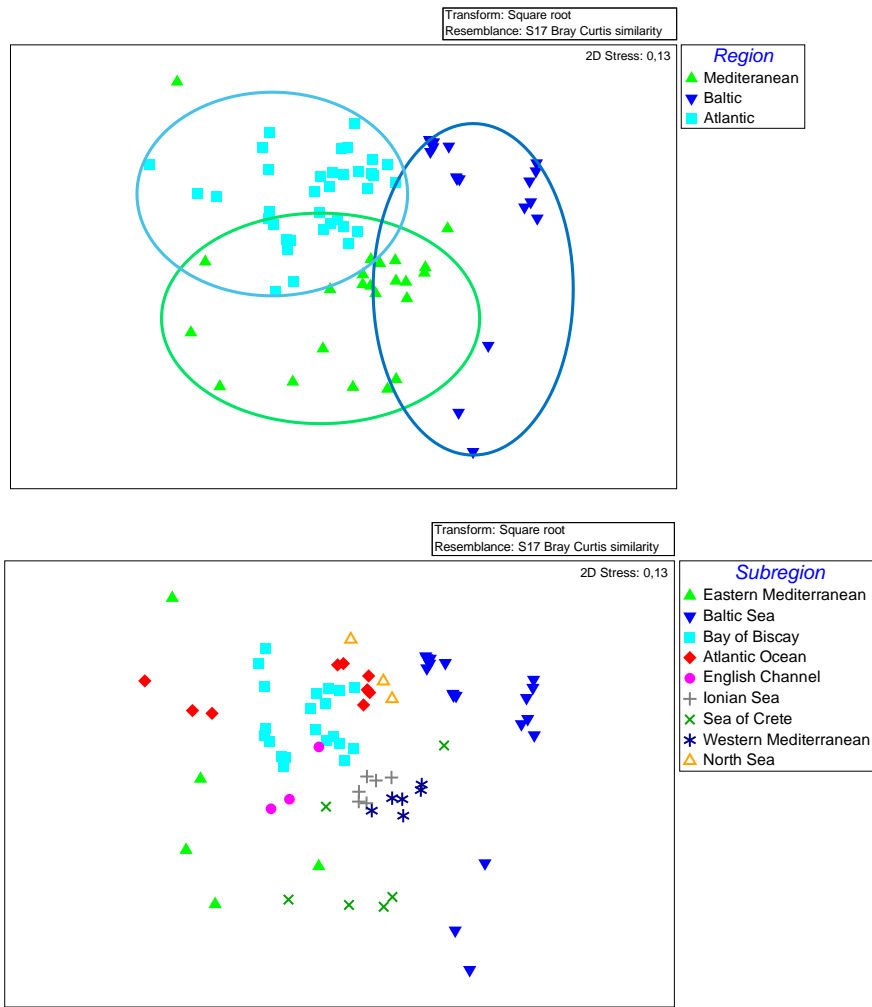 Transform: Square root
Resemblance: S17 Bray Curtis similarity
2D Stress: 0,13
Region
Mediteranean
Baltic
Atlantic
Transform: Square root
Resemblance: S17 Bray Curtis similarity
2D Stress: 0,13
Subregion
Eastern Mediterranean
Baltic Sea
Bay of Biscay
Atlantic Ocean
English Channel
Ionian Sea
Sea of Crete
Western Mediterranean
North Sea